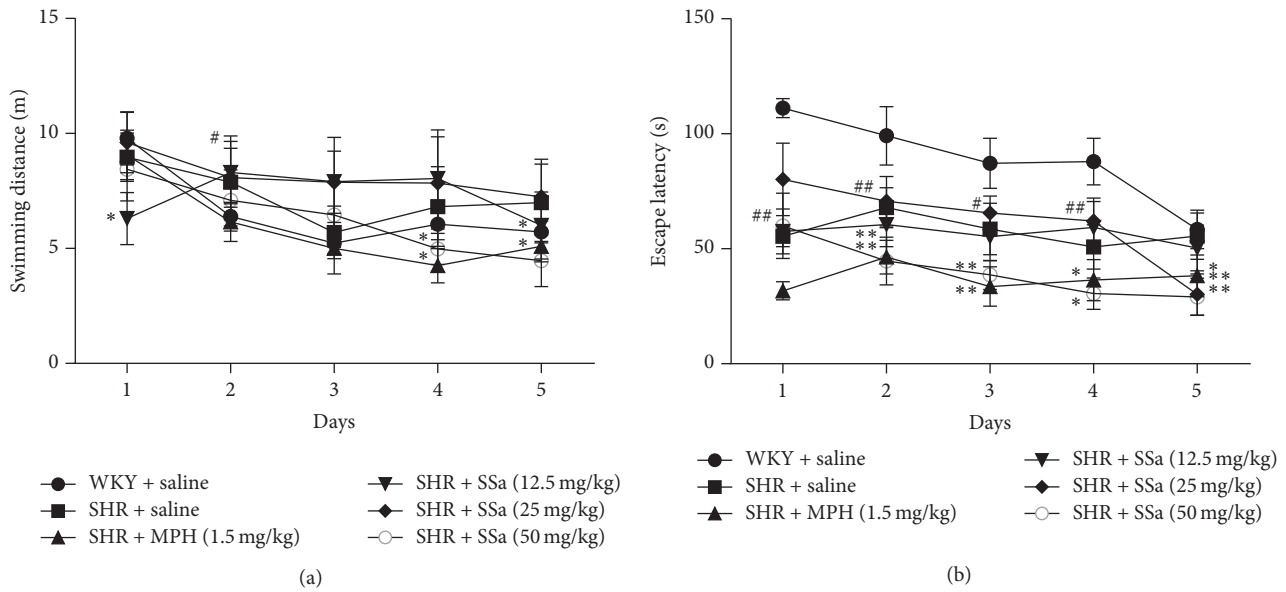 15
10
5
0
Swimming distance (m)
*
#
*
*
*
*
1 2 3 4 5
Days
WKY + saline
SHR + saline
SHR + MPH (1.5 mg/kg)
SHR + SSa (12.5 mg/kg)
SHR + SSa (25 mg/kg)
SHR + SSa (50 mg/kg)
(a)
150
100
50
0
Escape latency (s)
##
##
**
**
#
**
**
##
*
*
*
**
**
1 2 3 4 5
Days
WKY + saline
SHR + saline
SHR + MPH (1.5 mg/kg)
SHR + SSa (12.5 mg/kg)
SHR + SSa (25 mg/kg)
SHR + SSa (50 mg/kg)
(b)